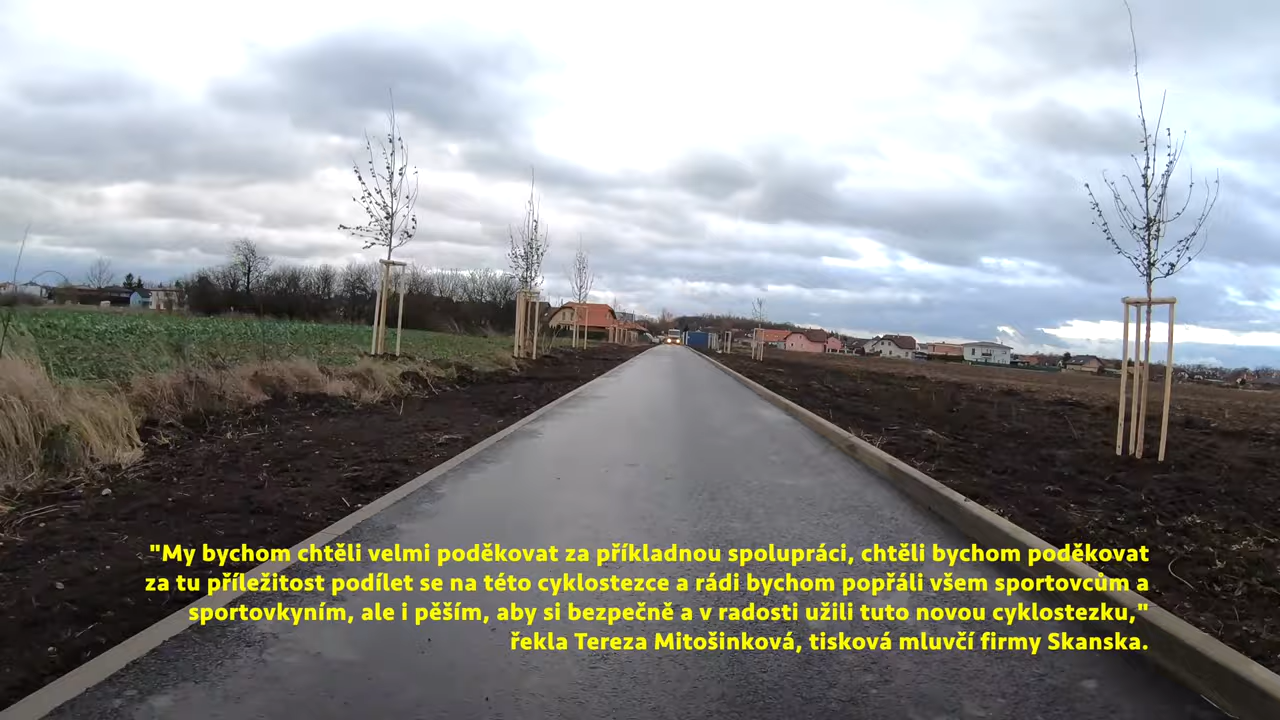 "My bychom chtěli velmi poděkovat za příkladnou spolupráci, chtěli bychom poděkovat
za tu příležitost podílet se na této cyklostezce a rádi bychom popřáli všem sportovcům a
sportovkyním, ale i pěším, aby si bezpečně a v radosti užili tuto novou cyklostezku,"
řekla Tereza Mitošinková, tisková mluvčí firmy Skanska.